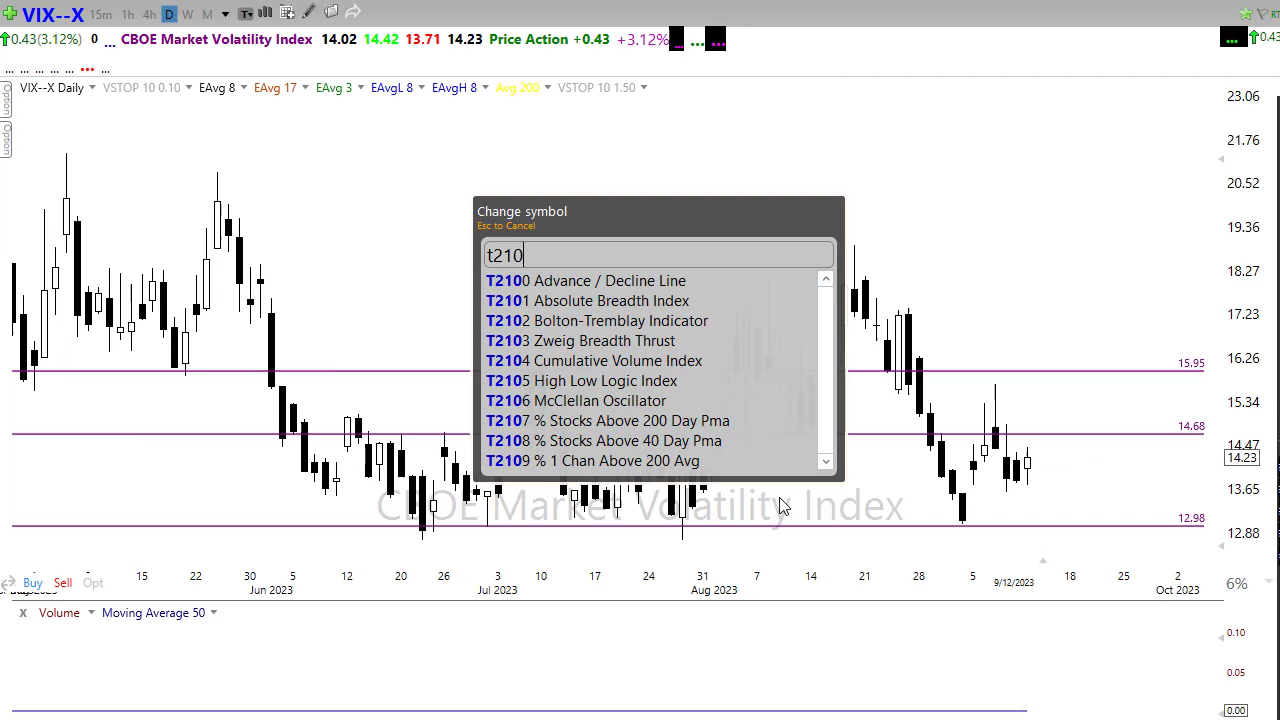 VIX--X 15m 1h 4h D W M T RT
0.43(3.12%) 0 ... CBOE Market Volatility Index 14.02 14.42 13.71 14.23 Price Action +0.43 +3.12% ... ... ... 0.43
... ... ... ... ... ... ...
VIX--X Daily VSTOP 10 0.10 EAvg 8 EAvg 17 EAvg 3 EAvgL 8 EAvgH 8 Avg 200 VSTOP 10 1.50
Option
Option
23.06
21.76
20.52
19.36
18.27
17.23
16.26
15.34
14.47
14.23
13.65
12.88
15.95
14.68
12.98
Change symbol
Esc to Cancel
t210
T2100 Advance / Decline Line
T2101 Absolute Breadth Index
T2102 Bolton-Tremblay Indicator
T2103 Zweig Breadth Thrust
T2104 Cumulative Volume Index
T2105 High Low Logic Index
T2106 McClellan Oscillator
T2107 % Stocks Above 200 Day Pma
T2108 % Stocks Above 40 Day Pma
T2109 % 1 Chan Above 200 Avg
CBOE Market Volatility Index
Buy Sell Opt
15 22 30 5 12 20 26 3 10 17 24 31 7 14 21 28 5 9/12/2023 18 25 2 6%
Jun 2023 Jul 2023 Aug 2023 Oct 2023
X Volume Moving Average 50
0.10
0.05
0.00